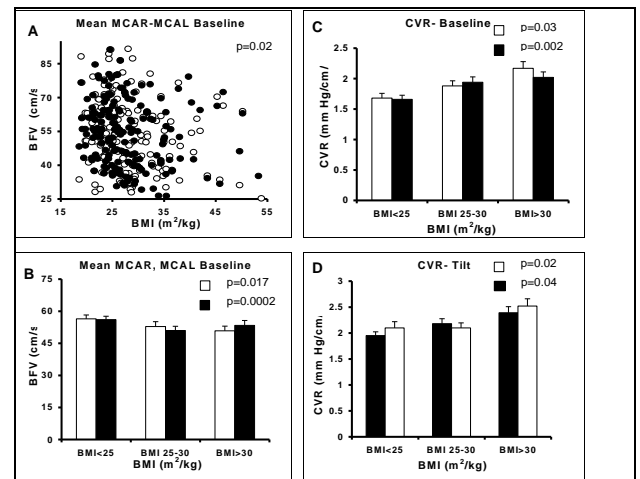 A
Mean MCAR-MCAL Baseline
p=0.02
BFV (cm/s
85
70
55
40
25
15
25
35
45
55
BMI (m²/kg)
C
CVR- Baseline
p=0.03
p=0.002
CVR (mm Hg/cm/
2.5
2
1.5
1
0.5
0
BMI<25
BMI 25-30
BMI>30
BMI (m²/kg)
B
Mean MCAR, MCAL Baseline
p=0.017
p=0.0002
BFV (cm/s
75
60
45
30
15
0
BMI<25
BMI 25-30
BMI>30
BMI (m²/kg)
D
CVR- Tilt
p=0.02
p=0.04
CVR (mm Hg/cm,
3
2.5
2
1.5
1
0.5
0
BMI<25
BMI 25-30
BMI>30
BMI (m²/kg)